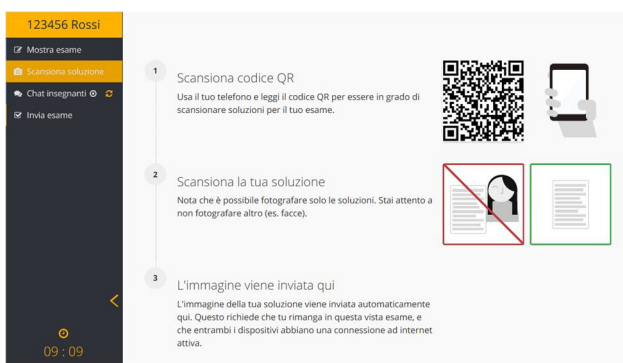 123456 Rossi
Mostra esame
Scansiona soluzione
Chat insegnanti
Invia esame
09 : 09
1
Scansiona codice QR
Usa il tuo telefono e leggi il codice QR per essere in grado di
scansionare soluzioni per il tuo esame.
2
Scansiona la tua soluzione
Nota che è possibile fotografare solo le soluzioni. Stai attento a
non fotografare altro (es. facce).
3
L'immagine viene inviata qui
L'immagine della tua soluzione viene inviata automaticamente
qui. Questo richiede che tu rimanga in questa vista esame, e
che entrambi i dispositivi abbiano una connessione ad internet
attiva.